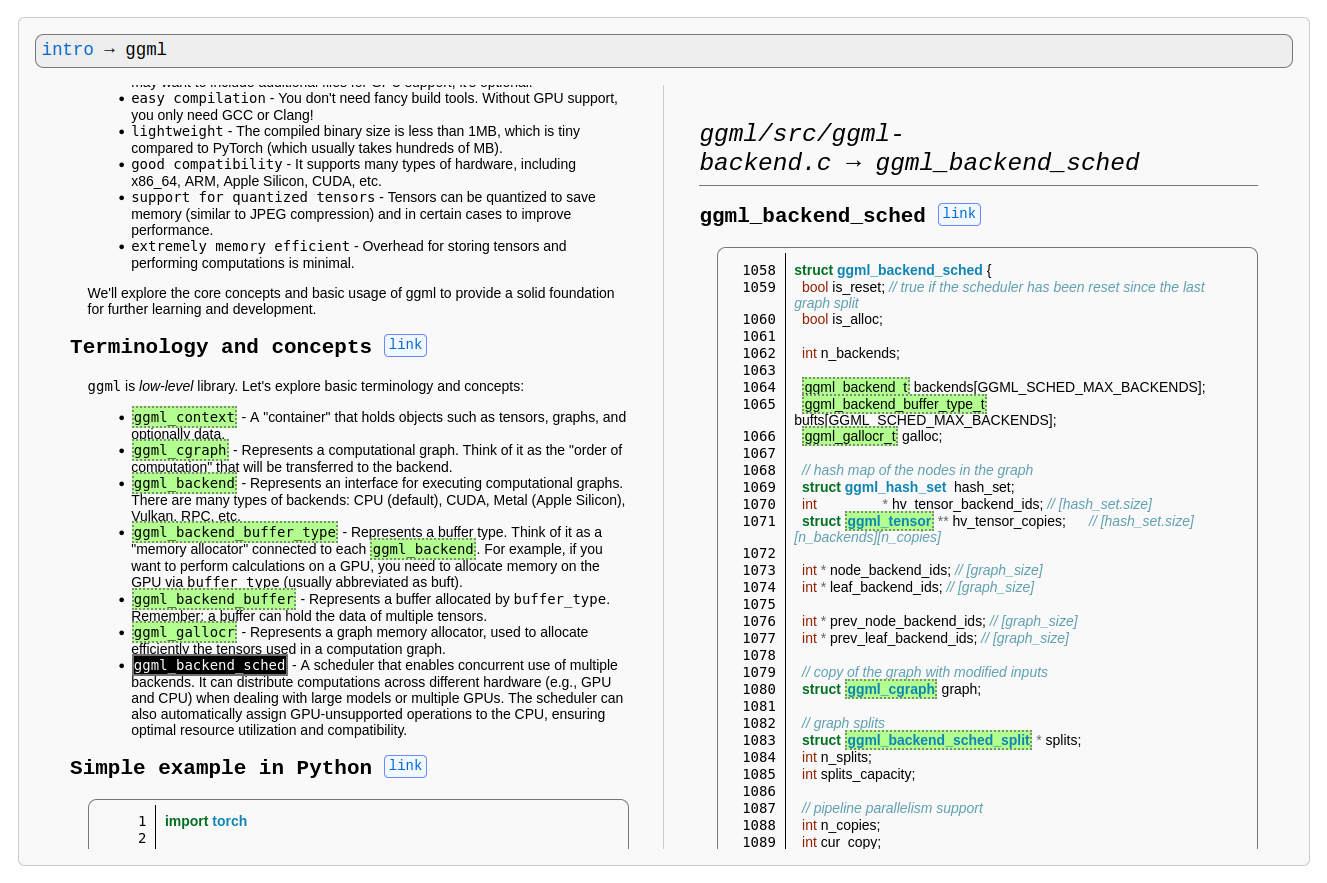 intro → ggml
may want to include additional files for GPU support, it's optional.
• easy compilation - You don't need fancy build tools. Without GPU support,
you only need GCC or Clang!
• lightweight - The compiled binary size is less than 1MB, which is tiny
compared to PyTorch (which usually takes hundreds of MB).
• good compatibility - It supports many types of hardware, including
x86_64, ARM, Apple Silicon, CUDA, etc.
• support for quantized tensors - Tensors can be quantized to save
memory (similar to JPEG compression) and in certain cases to improve
performance.
• extremely memory efficient - Overhead for storing tensors and
performing computations is minimal.
We'll explore the core concepts and basic usage of ggml to provide a solid foundation
for further learning and development.
Terminology and concepts link
ggml is low-level library. Let's explore basic terminology and concepts:
• ggml_context - A "container" that holds objects such as tensors, graphs, and
optionally data.
• ggml_cgraph - Represents a computational graph. Think of it as the "order of
computation" that will be transferred to the backend.
• ggml_backend - Represents an interface for executing computational graphs.
There are many types of backends: CPU (default), CUDA, Metal (Apple Silicon),
Vulkan, RPC, etc.
• ggml_backend_buffer_type - Represents a buffer type. Think of it as a
"memory allocator" connected to each ggml_backend. For example, if you
want to perform calculations on a GPU, you need to allocate memory on the
GPU via buffer_type (usually abbreviated as buft).
• ggml_backend_buffer - Represents a buffer allocated by buffer_type.
Remember: a buffer can hold the data of multiple tensors.
• ggml_gallocr - Represents a graph memory allocator, used to allocate
efficiently the tensors used in a computation graph.
• ggml_backend_sched - A scheduler that enables concurrent use of multiple
backends. It can distribute computations across different hardware (e.g., GPU
and CPU) when dealing with large models or multiple GPUs. The scheduler can
also automatically assign GPU-unsupported operations to the CPU, ensuring
optimal resource utilization and compatibility.
Simple example in Python link
1 import torch
2
ggml/src/ggml-
backend.c → ggml_backend_sched
ggml_backend_sched link
1058 struct ggml_backend_sched {
1059 bool is_reset; // true if the scheduler has been reset since the last
graph split
1060 bool is_alloc;
1061
1062 int n_backends;
1063
1064 ggml_backend_t backends[GGML_SCHED_MAX_BACKENDS];
1065 ggml_backend_buffer_type_t
bufts[GGML_SCHED_MAX_BACKENDS];
1066 ggml_gallocr_t galloc;
1067
1068 // hash map of the nodes in the graph
1069 struct ggml_hash_set hash_set;
1070 int * hv_tensor_backend_ids; // [hash_set.size]
1071 struct ggml_tensor ** hv_tensor_copies; // [hash_set.size]
[n_backends][n_copies]
1072
1073 int * node_backend_ids; // [graph_size]
1074 int * leaf_backend_ids; // [graph_size]
1075
1076 int * prev_node_backend_ids; // [graph_size]
1077 int * prev_leaf_backend_ids; // [graph_size]
1078
1079 // copy of the graph with modified inputs
1080 struct ggml_cgraph graph;
1081
1082 // graph splits
1083 struct ggml_backend_sched_split * splits;
1084 int n_splits;
1085 int splits_capacity;
1086
1087 // pipeline parallelism support
1088 int n_copies;
1089 int cur_copy;